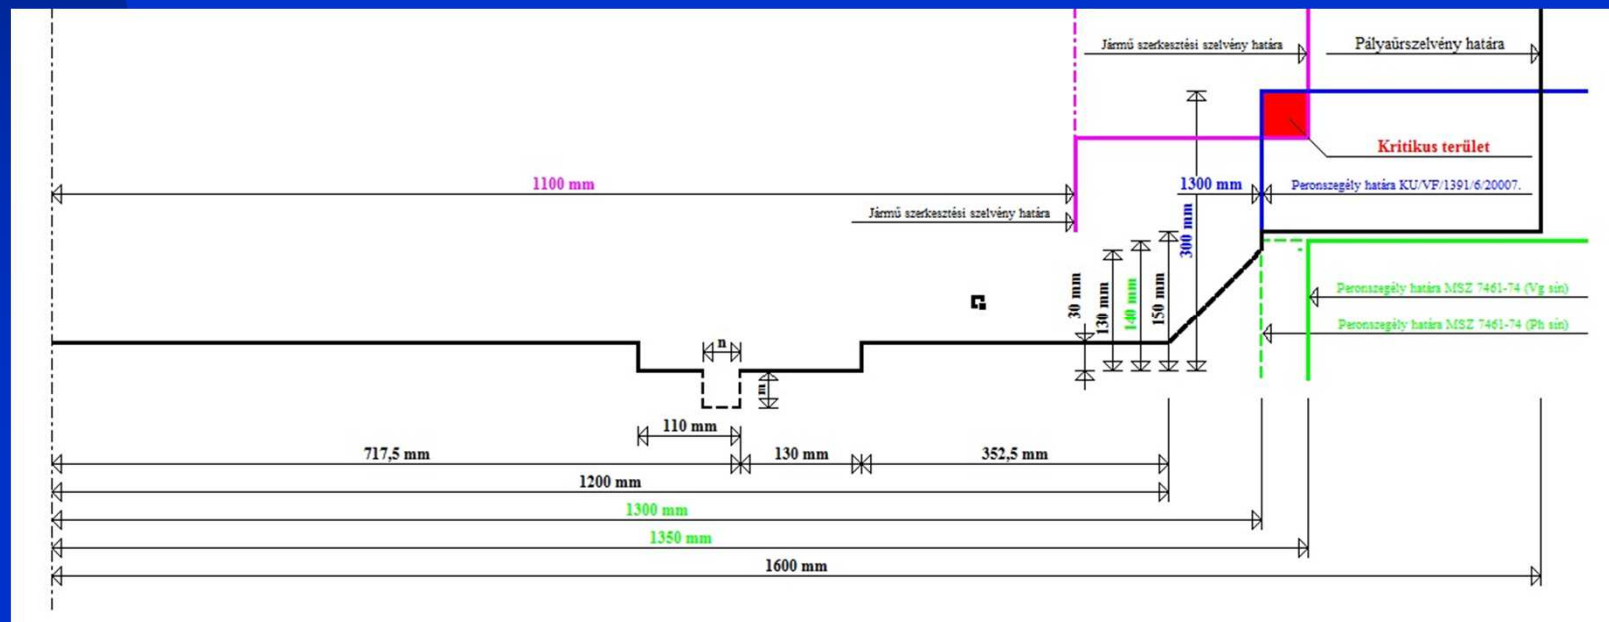 Jármű szerkesztési szelvény határa
Pályaűrszelvény határa
Kritikus terület
1100 mm
1300 mm
Peronszegély határa KU/VF/1391/6/20007.
Jármű szerkesztési szelvény határa
300 mm
30 mm
130 mm
140 mm
150 mm
Peronszegély határa MSZ 7461-74 (Vg sín)
Peronszegély határa MSZ 7461-74 (Ph sín)
n
m
110 mm
717,5 mm
130 mm
352,5 mm
1200 mm
1300 mm
1350 mm
1600 mm